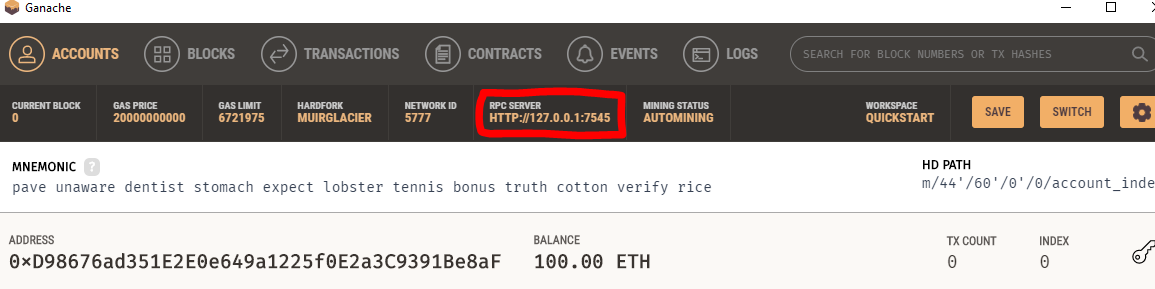 Ganache
ACCOUNTS BLOCKS TRANSACTIONS CONTRACTS EVENTS LOGS SEARCH FOR BLOCK NUMBERS OR TX HASHES
CURRENT BLOCK GAS PRICE GAS LIMIT HARDFORK NETWORK ID RPC SERVER MINING STATUS WORKSPACE
0 20000000000 6721975 MUIRGLACIER 5777 HTTP://127.0.0.1:7545 AUTOMINING QUICKSTART SAVE SWITCH
MNEMONIC ? HD PATH
pave unaware dentist stomach expect lobster tennis bonus truth cotton verify rice m/44'/60'/0'/0/account_inde
ADDRESS BALANCE TX COUNT INDEX
0×D98676ad351E2E0e649a1225f0E2a3C9391Be8aF 100.00 ETH 0 0